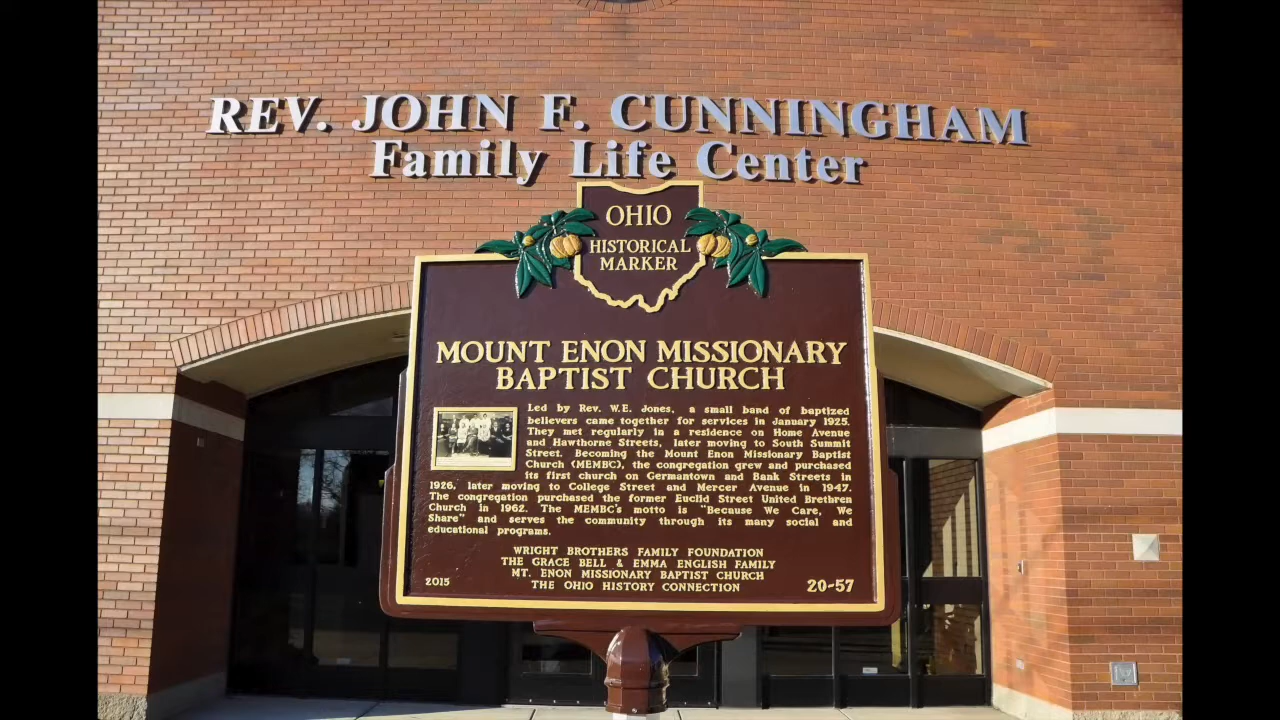 REV. JOHN F. CUNNINGHAM
Family Life Center
OHIO
HISTORICAL
MARKER
MOUNT ENON MISSIONARY
BAPTIST CHURCH
Led by Rev. W.E. Jones, a small band of baptized
believers came together for services in January 1925.
They met regularly in a residence on Home Avenue
and Hawthorne Streets, later moving to South Summit
Street. Becoming the Mount Enon Missionary Baptist
Church (MEMBC), the congregation grew and purchased
its first church on Germantown and Bank Streets in
1926, later moving to College Street and Mercer Avenue in 1947.
The congregation purchased the former Euclid Street United Brethren
Church in 1962. The MEMBC's motto is "Because We Care, We
Share" and serves the community through its many social and
educational programs.
WRIGHT BROTHERS FAMILY FOUNDATION
THE GRACE BELL & EMMA ENGLISH FAMILY
MT. ENON MISSIONARY BAPTIST CHURCH
THE OHIO HISTORY CONNECTION
2015
20-57